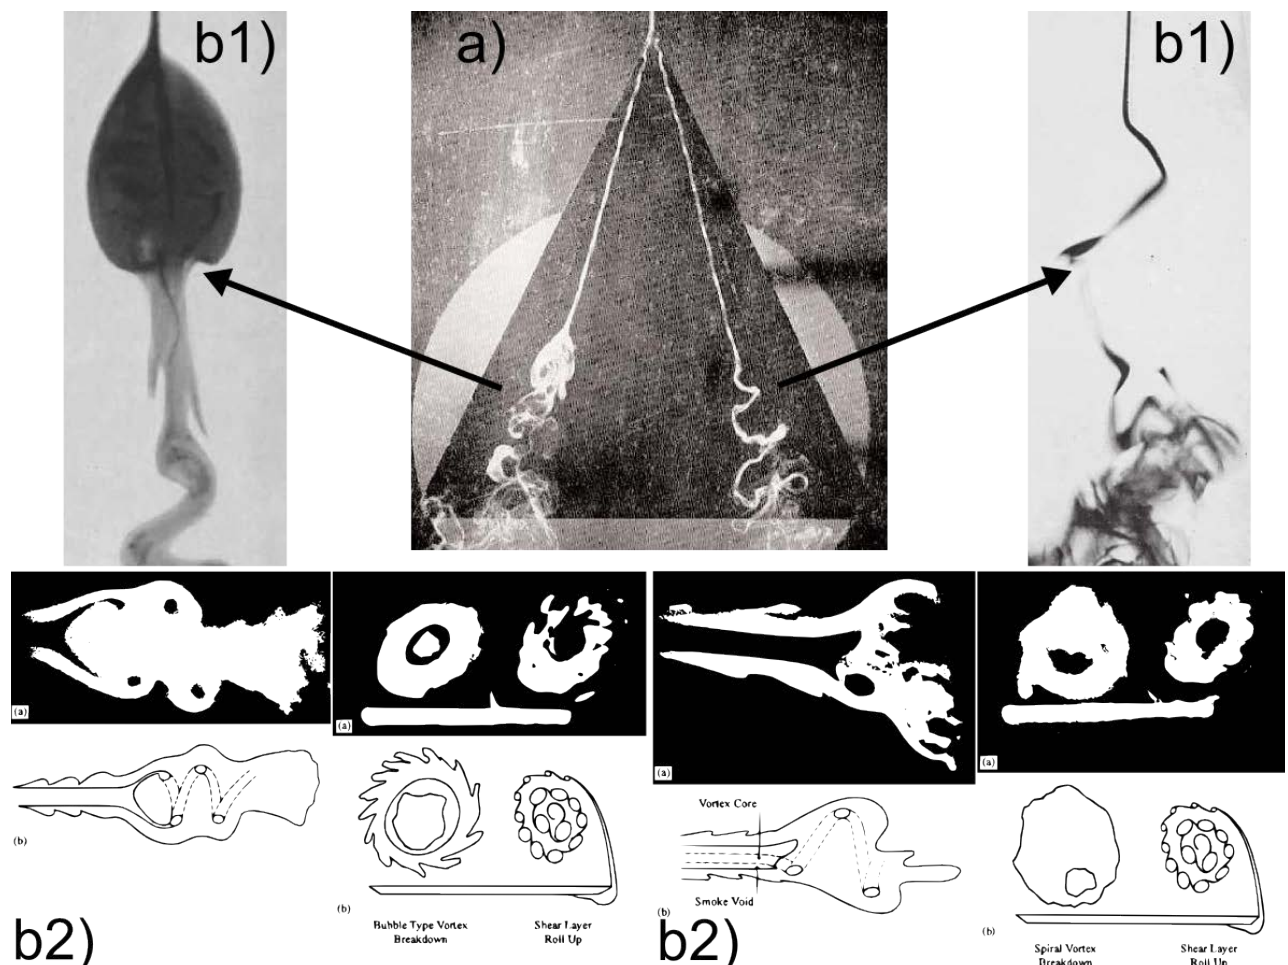 b1)
a)
b1)
(a)
(a)
(a)
(a)
(b)
(b)
Bubble Type Vortex
Breakdown
Shear Layer
Roll Up
Vortex Core
Smoke Void
(b)
(b)
Spiral Vortex
Breakdown
Shear Layer
Roll Up
b2)
b2)